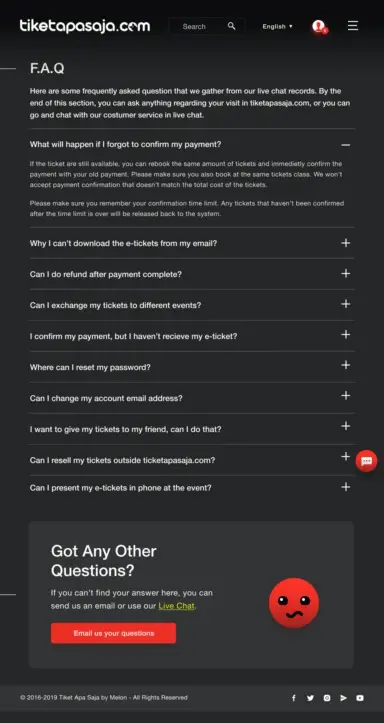 tiketapasaja.com
Search
English
F.A.Q
Here are some frequently asked question that we gather from our live chat records. By the
end of this section, you can ask anything regarding your visit in tiketapasaja.com, or you can
go and chat with our costumer service in live chat.
What will happen if I forgot to confirm my payment?
If the ticket are still available, you can rebook the same amount of tickets and immedietly confirm the
payment with your old payment. Please make sure you also book at the same tickets class. We won't
accept payment confirmation that doesn't match the total cost of the tickets.
Please make sure you remember your confirmation time limit. Any tickets that haven't been confirmed
after the time limit is over will be released back to the system.
Why I can't download the e-tickets from my email?
Can I do refund after payment complete?
Can I exchange my tickets to different events?
I confirm my payment, but I haven't recieve my e-ticket?
Where can I reset my password?
Can I change my account email address?
I want to give my tickets to my friend, can I do that?
Can I resell my tickets outside ticketapasaja.com?
Can I present my e-tickets in phone at the event?
Got Any Other
Questions?
If you can't find your answer here, you can
send us an email or use our Live Chat.
Email us your questions
© 2016-2019 Tiket Apa Saja by Melon - All Rights Reserved